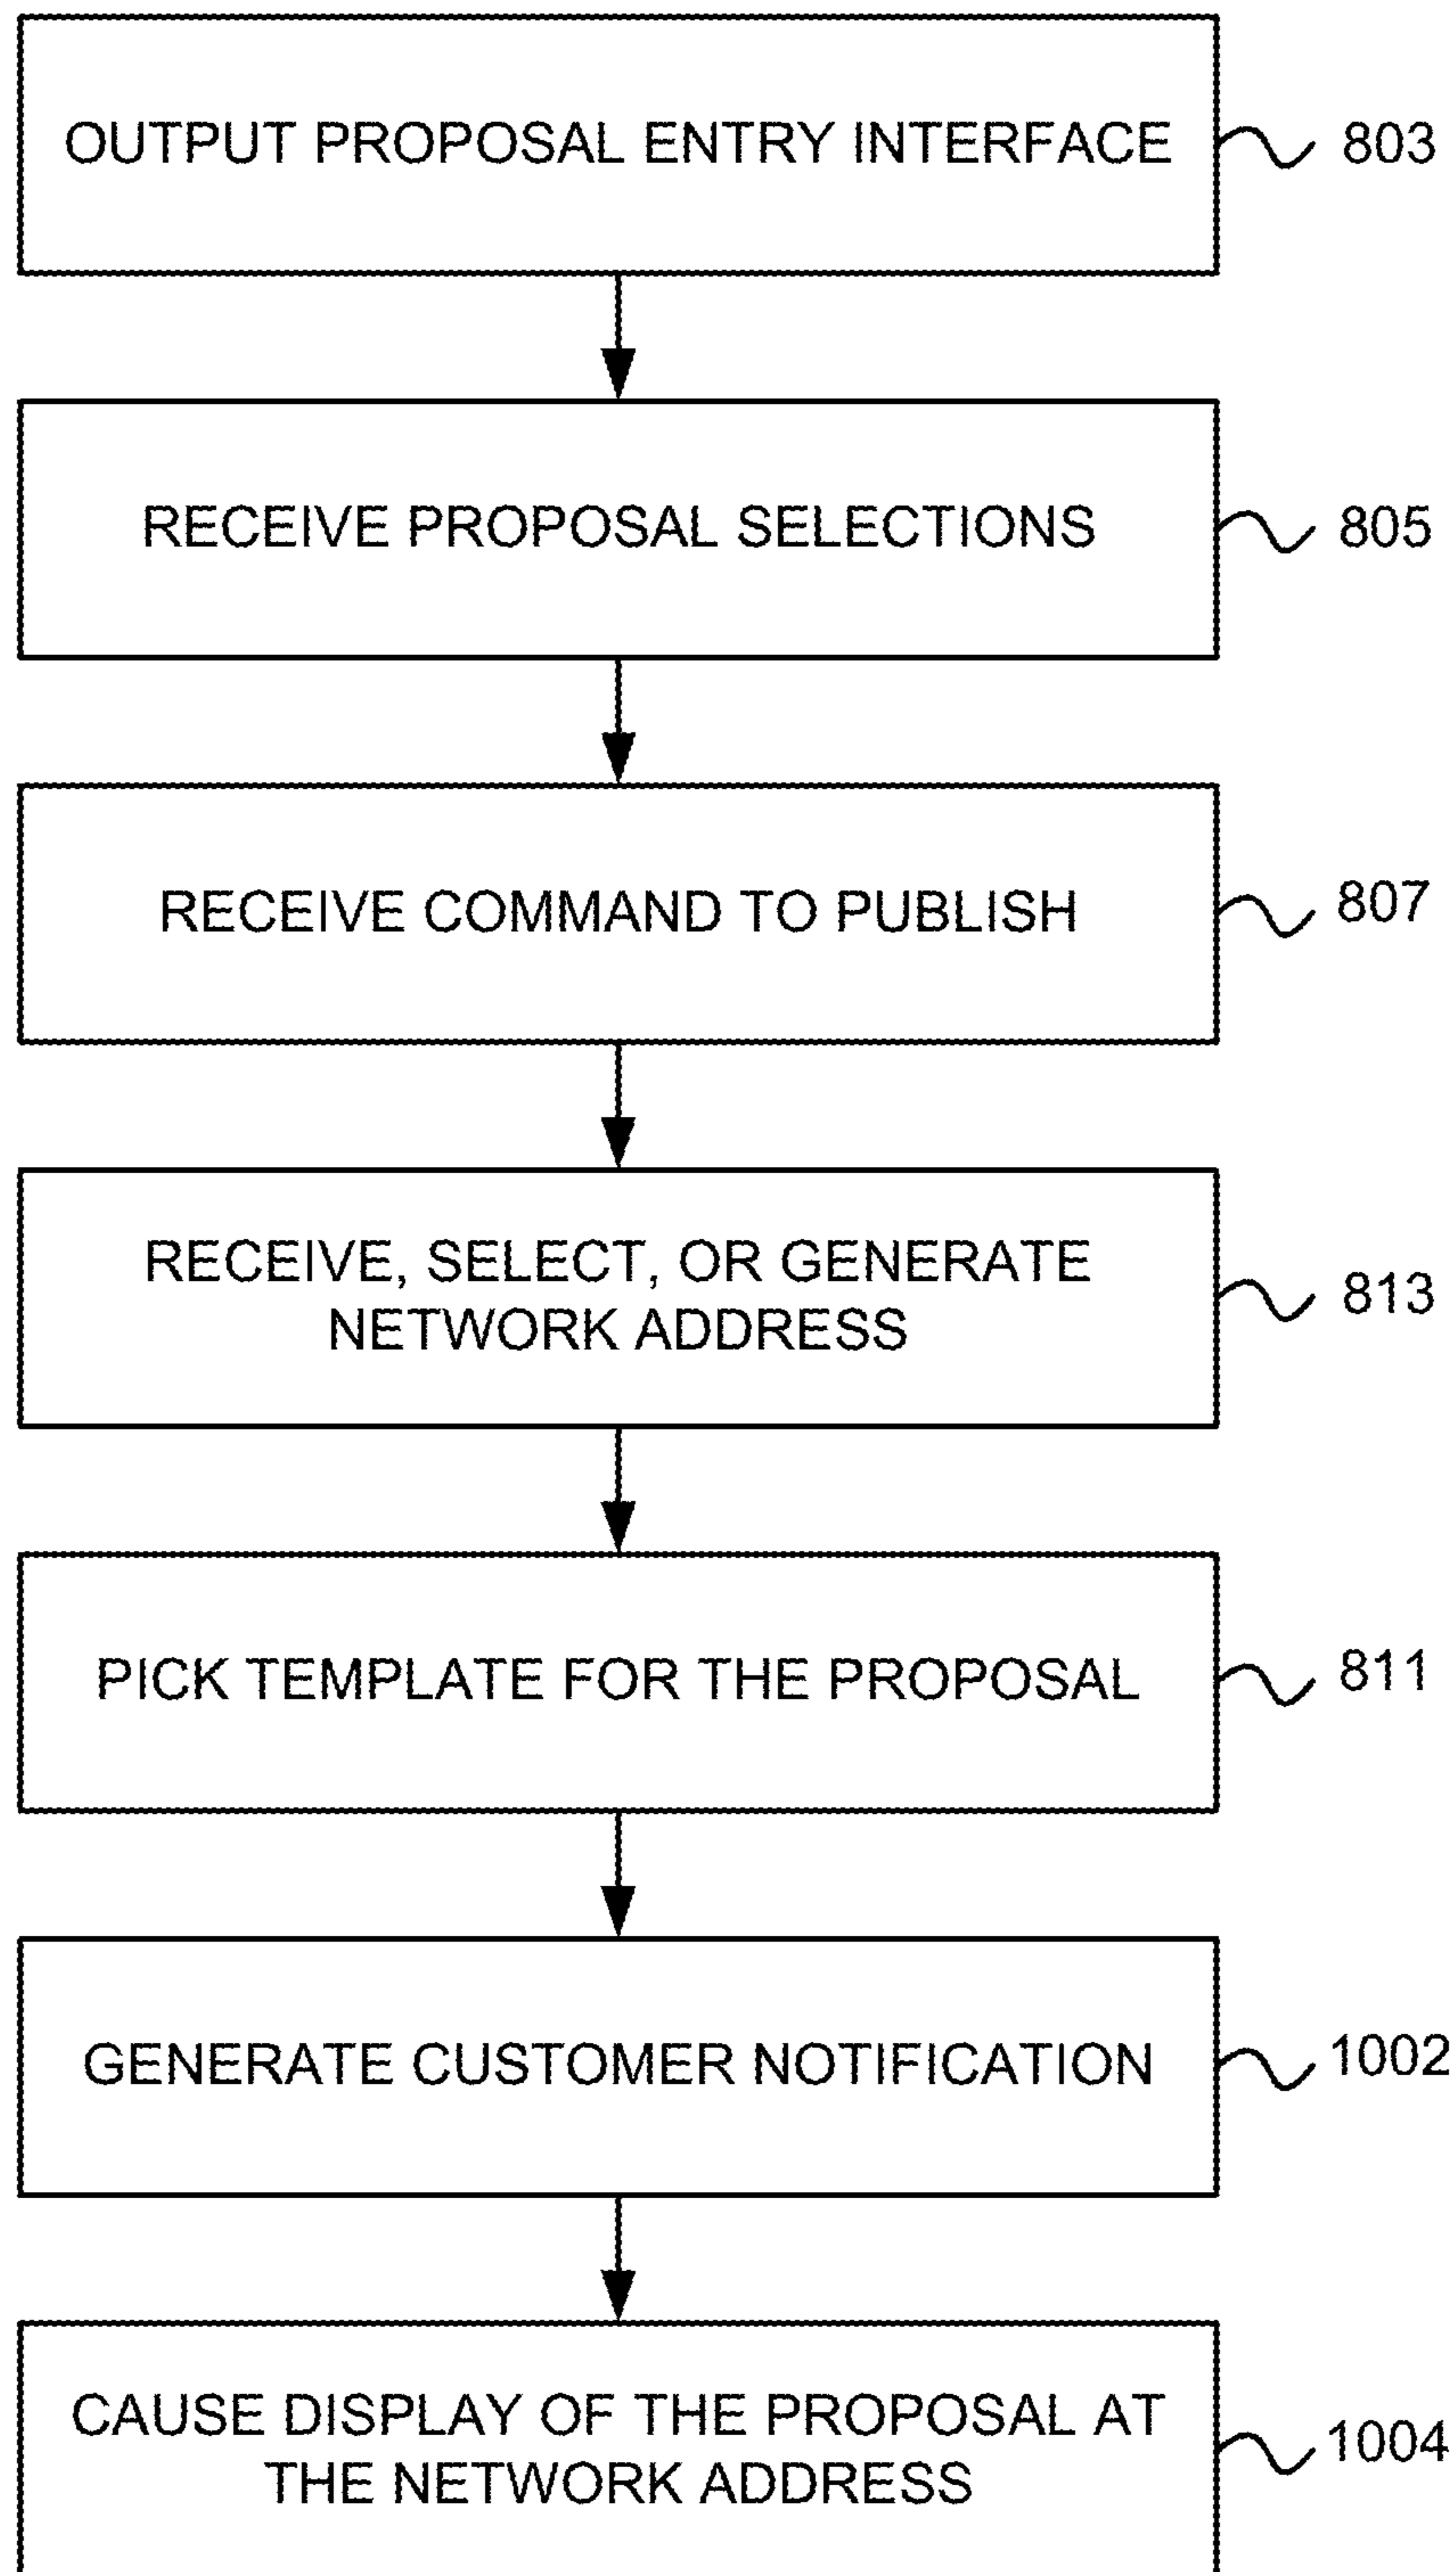 OUTPUT PROPOSAL ENTRY INTERFACE
803
RECEIVE PROPOSAL SELECTIONS
805
RECEIVE COMMAND TO PUBLISH
807
RECEIVE, SELECT, OR GENERATE
NETWORK ADDRESS
813
PICK TEMPLATE FOR THE PROPOSAL
811
GENERATE CUSTOMER NOTIFICATION
1002
CAUSE DISPLAY OF THE PROPOSAL AT
THE NETWORK ADDRESS
1004